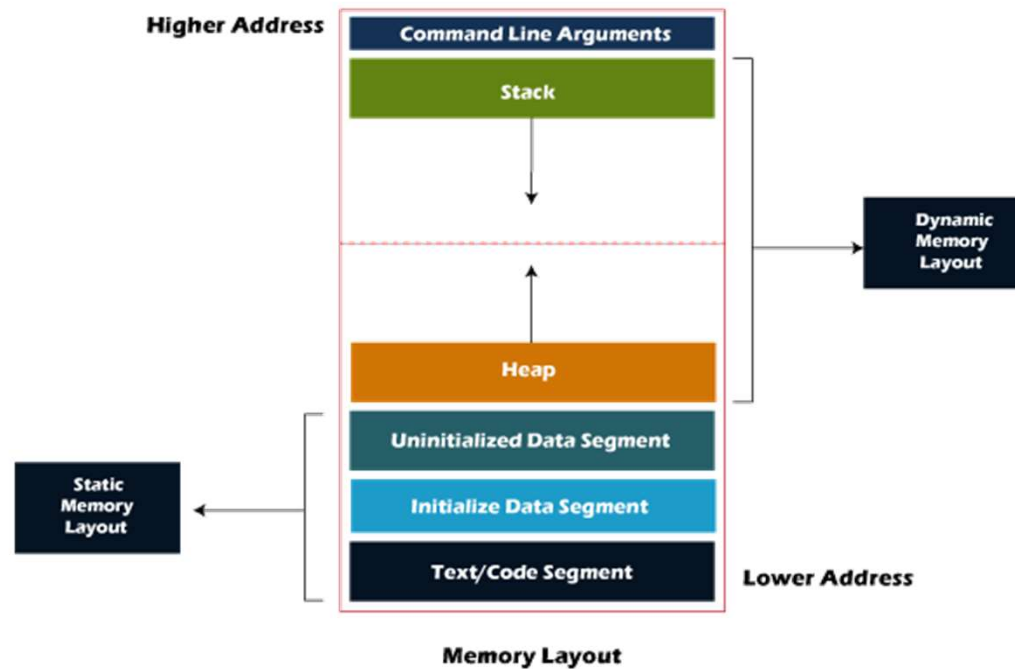 Higher Address
Command Line Arguments
Stack
Dynamic
Memory
Layout
Heap
Uninitialized Data Segment
Static
Memory
Layout
Initialize Data Segment
Text/Code Segment
Lower Address
Memory Layout